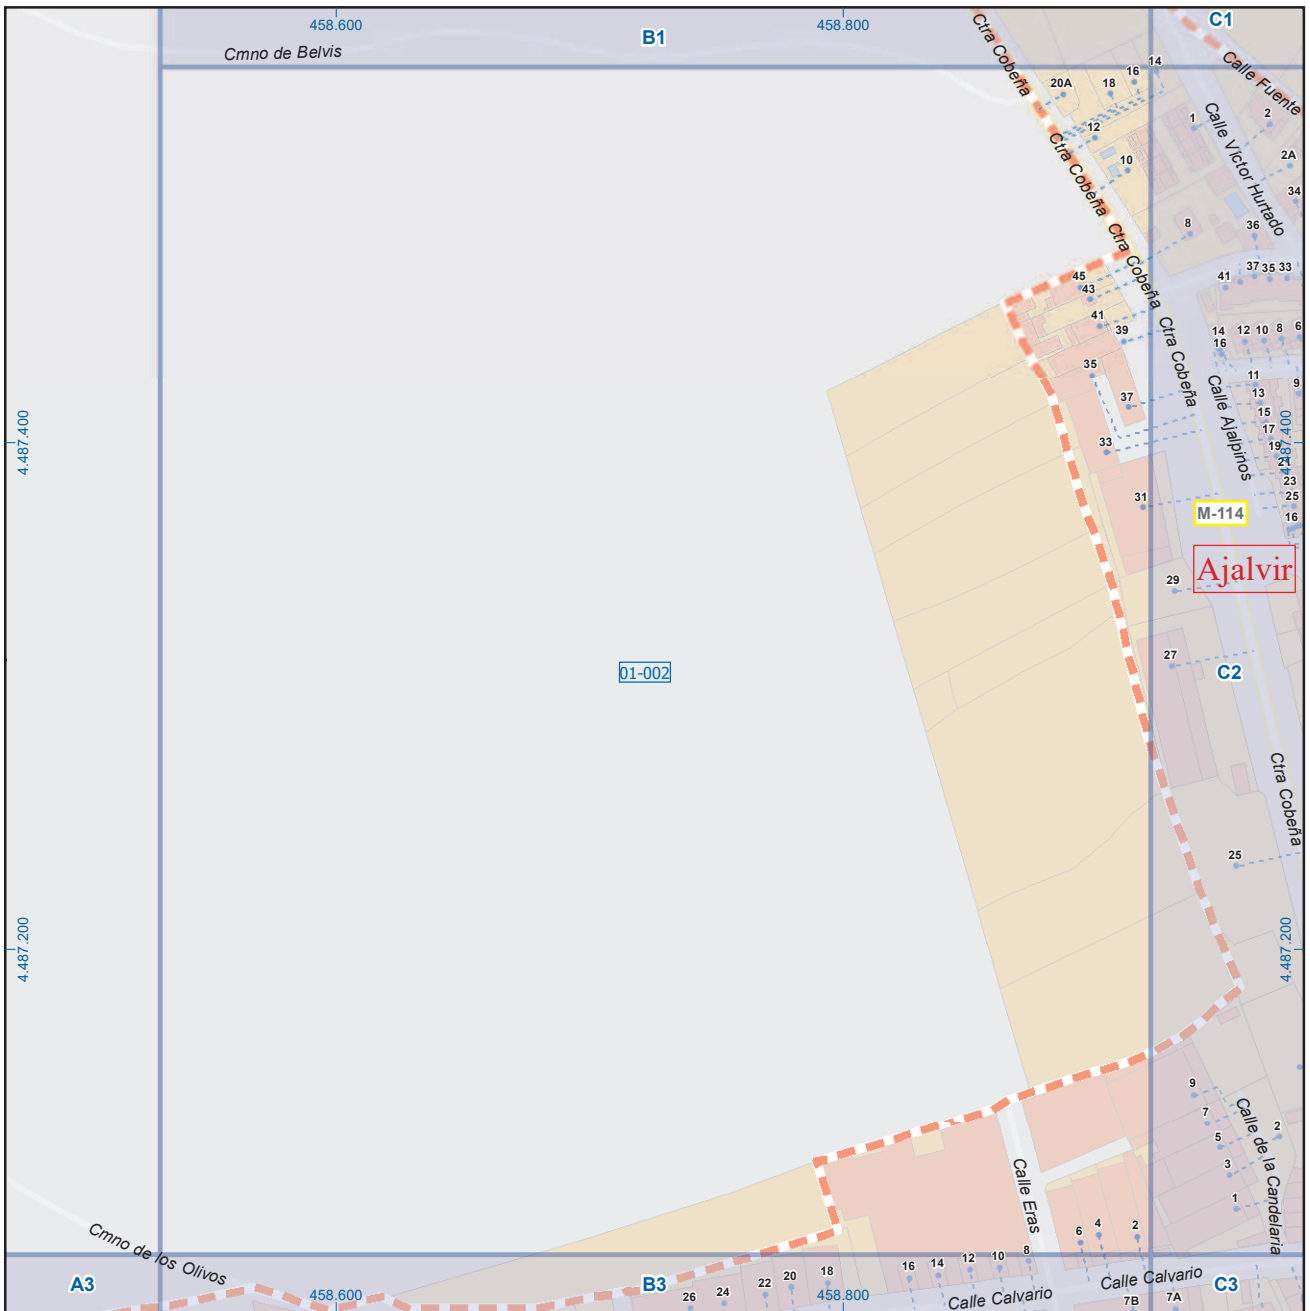 458.600
458.800
B1
C1
Cmno de Belvis
Ctra Cobeña
Calle Fuente
14
16
18
20A
12
10
1
2
2A
34
Calle Víctor Hurtado
Ctra Cobeña
8
36
Ctra Cobeña
45
43
41
39
41
37
35
33
Ctra Cobeña
14
16
12
10
8
6
35
37
33
11
13
15
17
19
21
23
25
16
9
Calle Ajalpinos
4.487.400
4.487.400
31
M-114
Ajalvir
29
27
01-002
C2
Ctra Cobeña
25
4.487.200
4.487.200
9
7
5
3
1
2
Calle de la Candelaria
Calle Eras
6
4
2
Cmno de los Olivos
A3
458.600
B3
26
24
22
20
18
458.800
16
14
12
10
8
Calle Calvario
Calle Calvario
7B
7A
C3